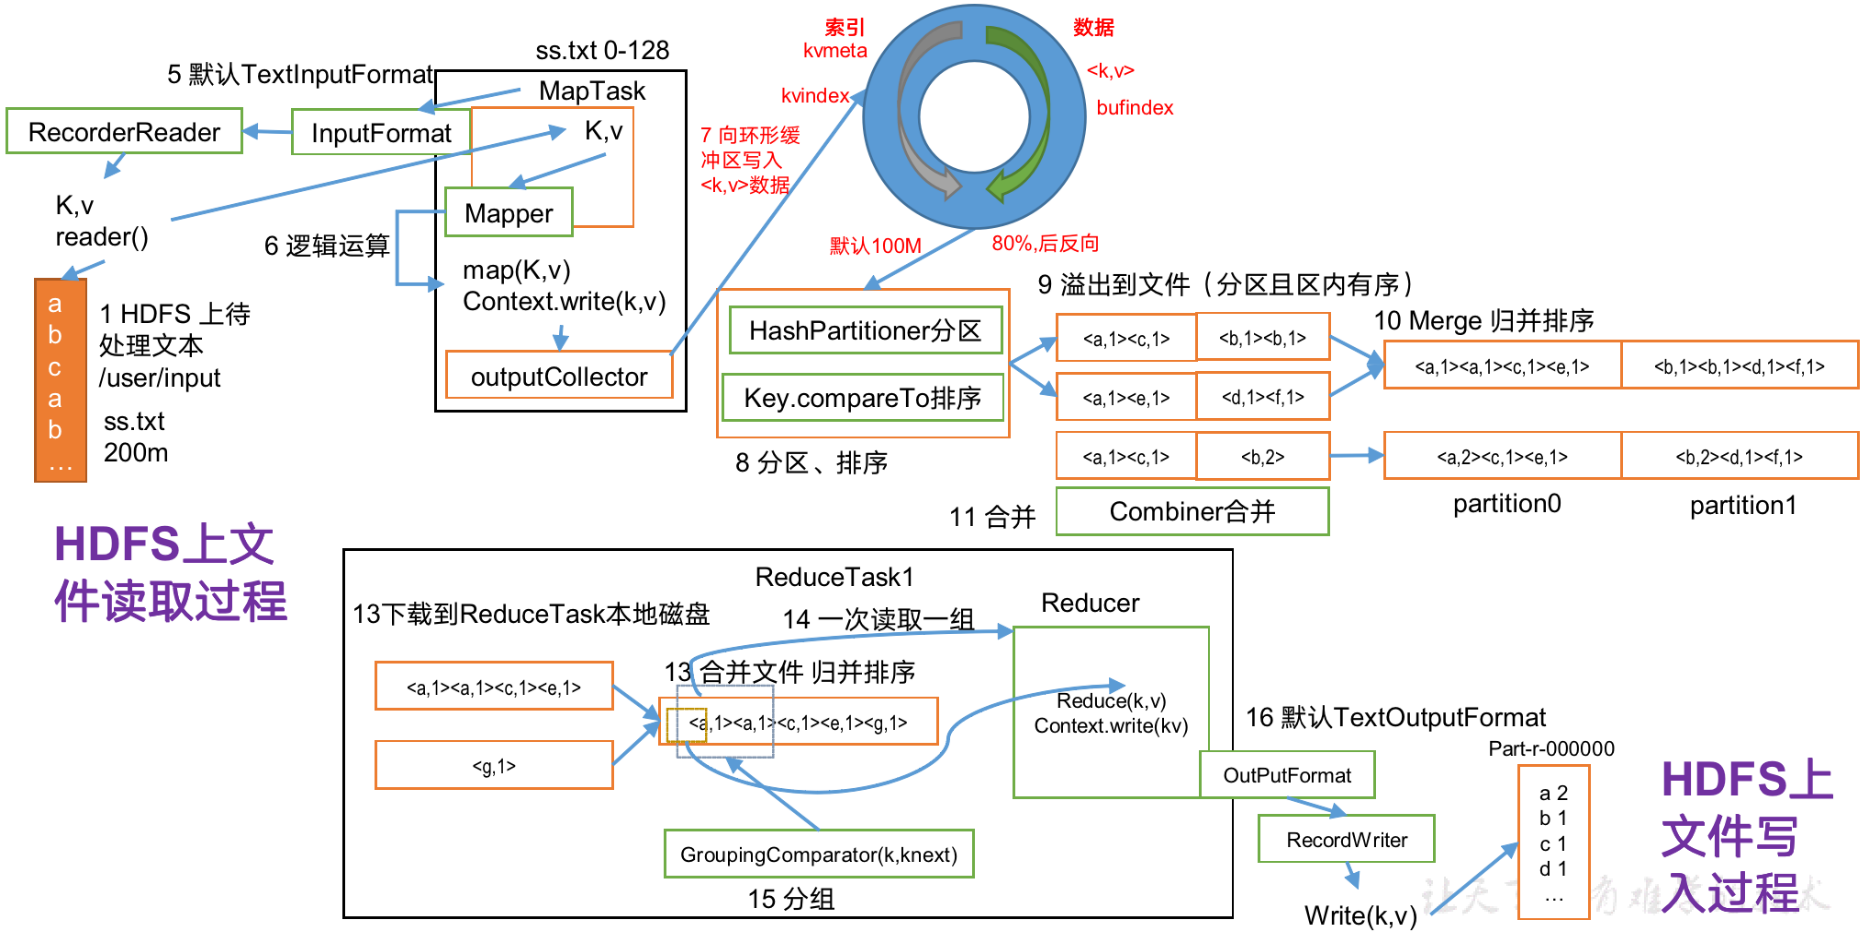 ss.txt 0-128
5 默认TextInputFormat
MapTask
RecorderReader
InputFormat
K,v
K,v
reader()
Mapper
6 逻辑运算
map(K,v)
Context.write(k,v)
outputCollector
a
b
c
a
b
...
1 HDFS 上待
处理文本
/user/input
ss.txt
200m
HDFS上文
件读取过程
索引
kvmeta
kvindex
数据
<k,v>
bufindex
7 向环形缓
冲区写入
<k,v>数据
默认100M
80%,后反向
HashPartitioner分区
Key.compareTo排序
8 分区、排序
9 溢出到文件（分区且区内有序）
<a,1><c,1>
<b,1><b,1>
<a,1><e,1>
<d,1><f,1>
<a,1><c,1>
<b,2>
11 合并
Combiner合并
10 Merge 归并排序
<a,1><a,1><c,1><e,1>
<b,1><b,1><d,1><f,1>
<a,2><c,1><e,1>
<b,2><d,1><f,1>
partition0
partition1
ReduceTask1
13下载到ReduceTask本地磁盘
<a,1><a,1><c,1><e,1>
<g,1>
13 合并文件 归并排序
<a,1><a,1><c,1><e,1><g,1>
14 一次读取一组
Reducer
Reduce(k,v)
Context.write(kv)
GroupingComparator(k,knext)
15 分组
16 默认TextOutputFormat
OutPutFormat
RecordWriter
Write(k,v)
Part-r-000000
a 2
b 1
c 1
d 1
...
HDFS上
文件写
入过程
让天下
有难学
术